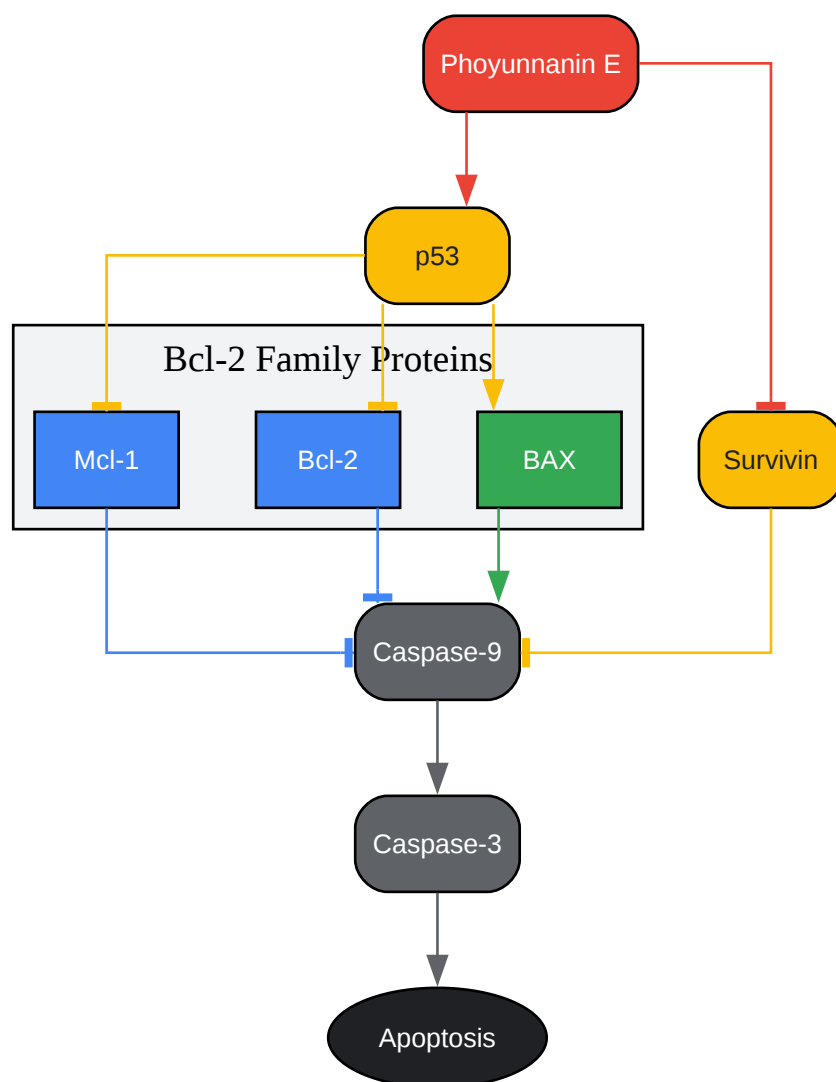 Phoyunnanin E
p53
Bcl-2 Family Proteins
Mcl-1
Bcl-2
BAX
Survivin
Caspase-9
Caspase-3
Apoptosis